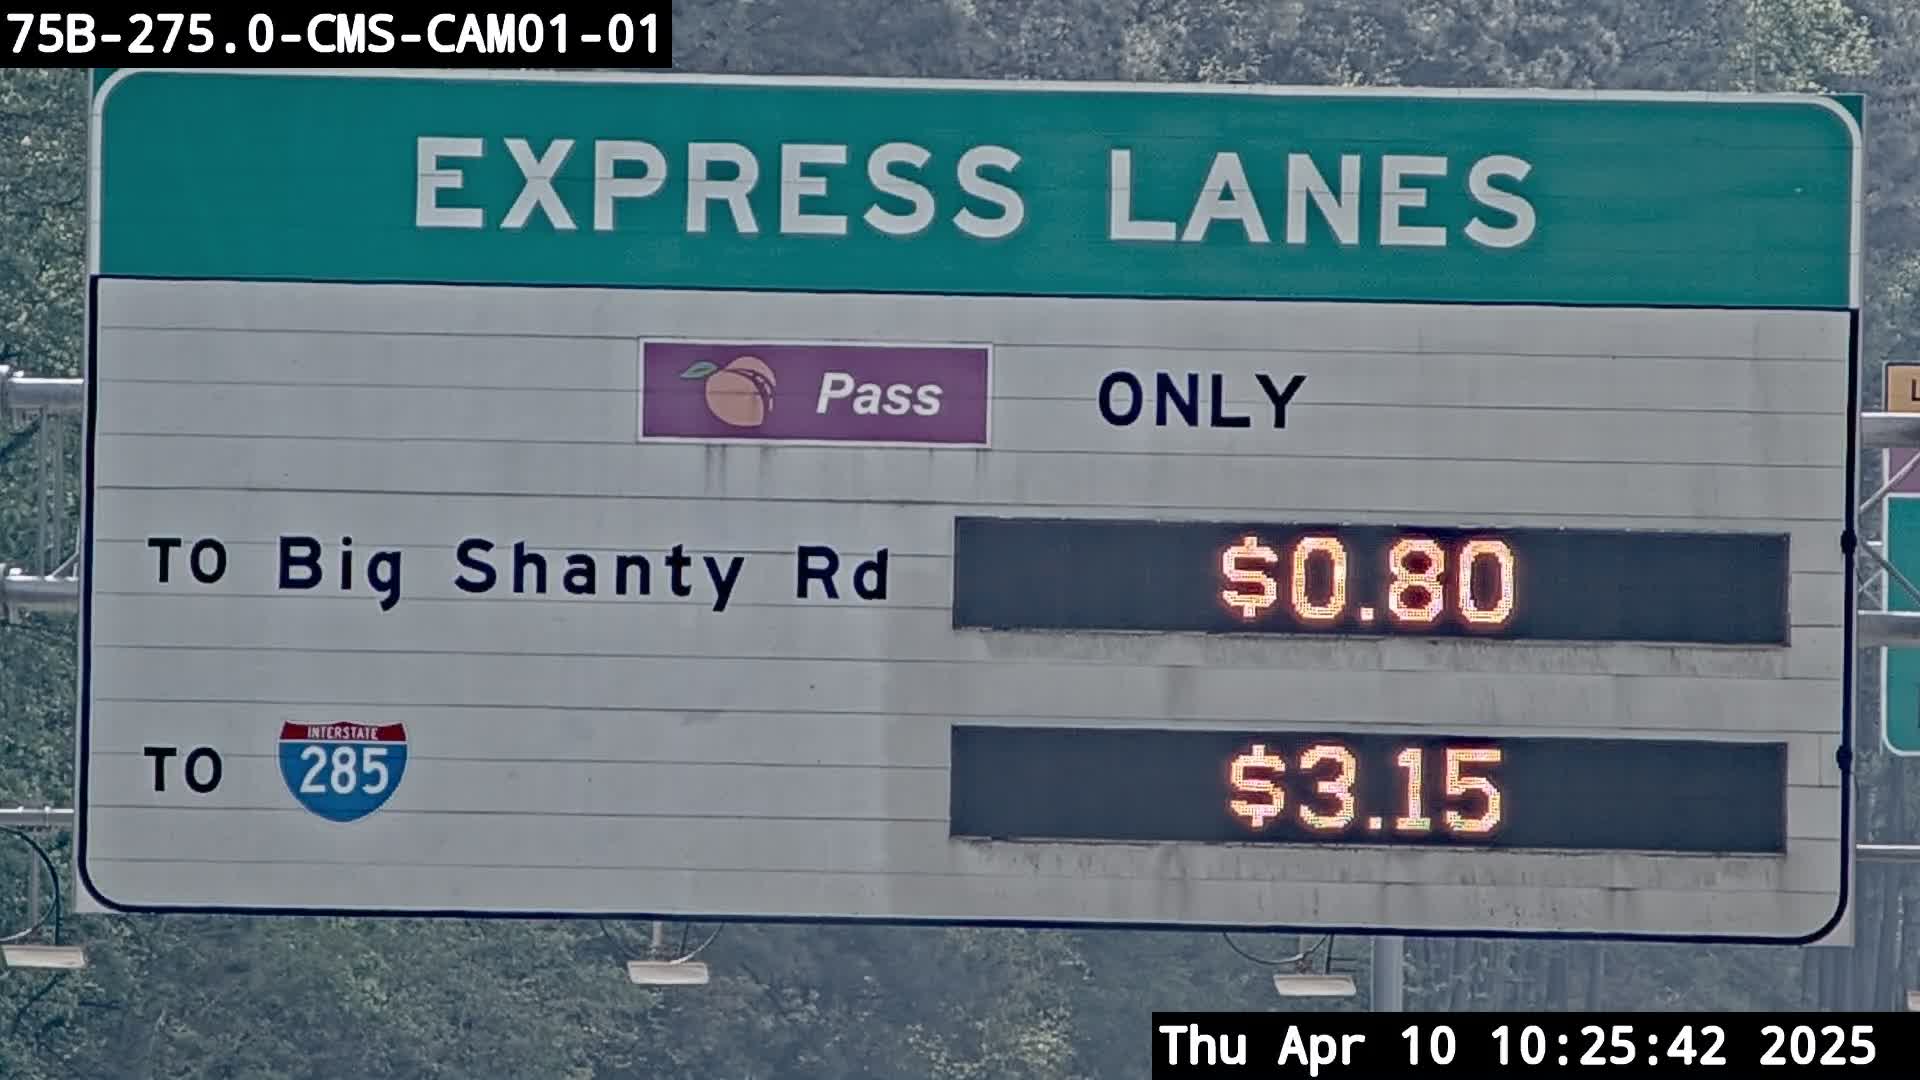 75B-275.0-CMS-CAM01-01
EXPRESS LANES
Pass ONLY
TO Big Shanty Rd $0.80
TO INTERSTATE 285 $3.15
Thu Apr 10 10:25:42 2025